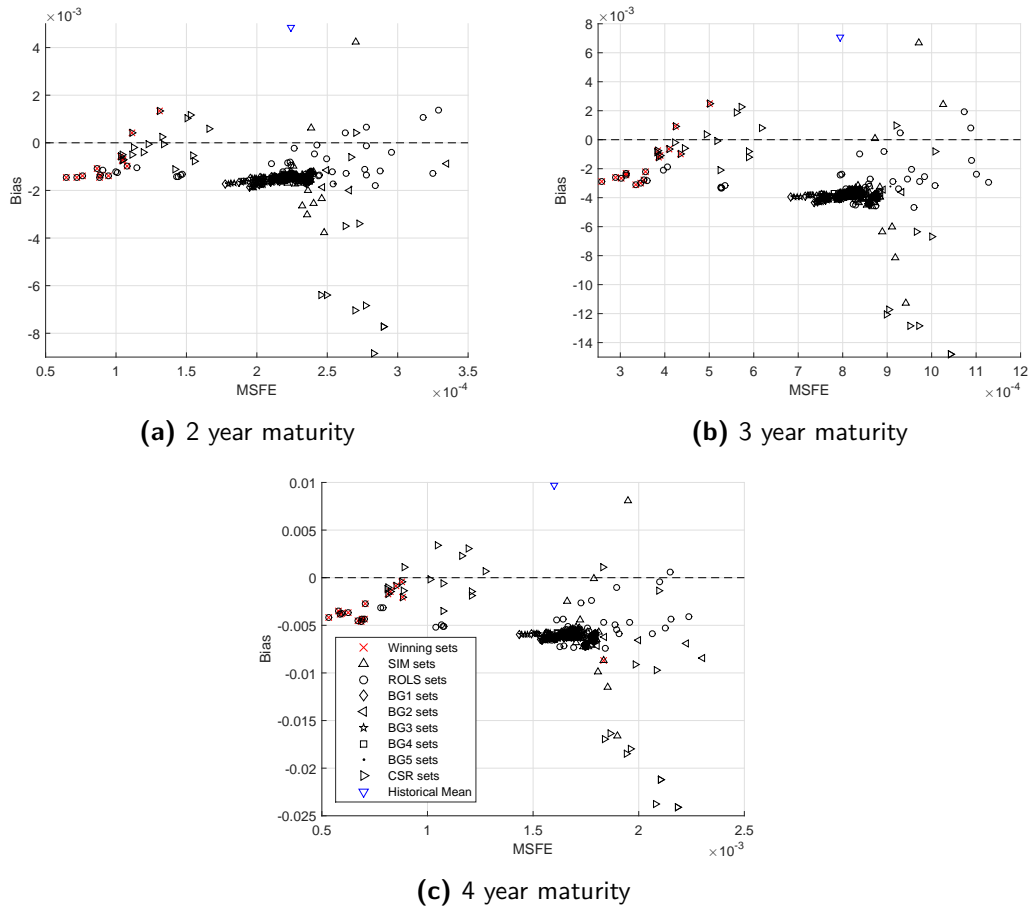 ×10⁻³
4
2
0
-2
-4
-6
-8
Bias
0.5
1
1.5
2
2.5
3
3.5
MSFE
×10⁻⁴
(a) 2 year maturity
×10⁻³
8
6
4
2
0
-2
-4
-6
-8
-10
-12
-14
Bias
3
4
5
6
7
8
9
10
11
12
MSFE
×10⁻⁴
(b) 3 year maturity
0.01
0.005
0
-0.005
-0.01
-0.015
-0.02
-0.025
Bias
Winning sets
SIM sets
ROLS sets
BG1 sets
BG2 sets
BG3 sets
BG4 sets
BG5 sets
CSR sets
Historical Mean
0.5
1
1.5
2
2.5
MSFE
×10⁻³
(c) 4 year maturity